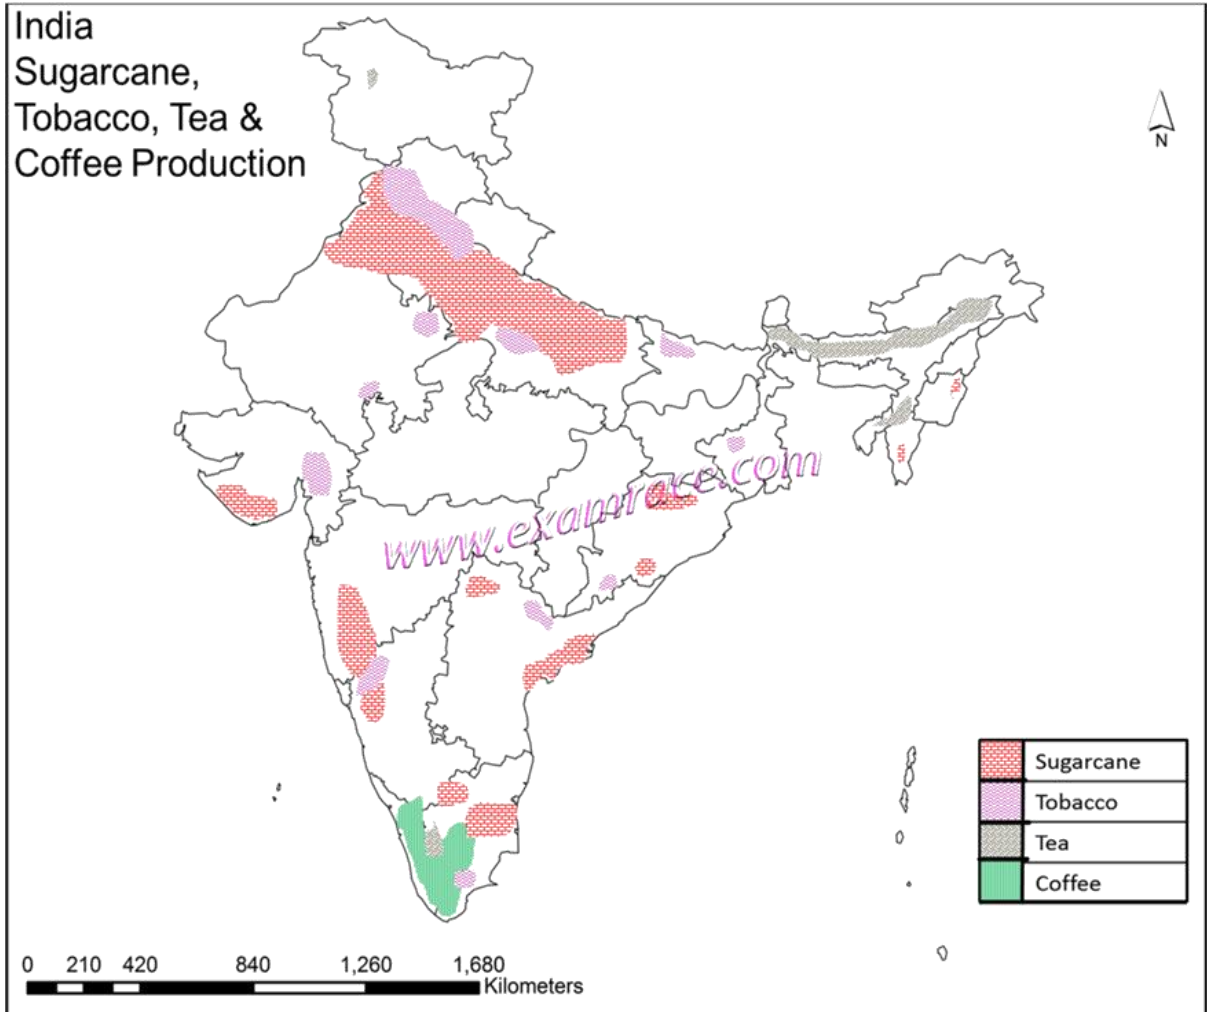 India
Sugarcane,
Tobacco, Tea &
Coffee Production
N
www.examrace.com
Sugarcane
Tobacco
Tea
Coffee
0 210 420 840 1,260 1,680
Kilometers